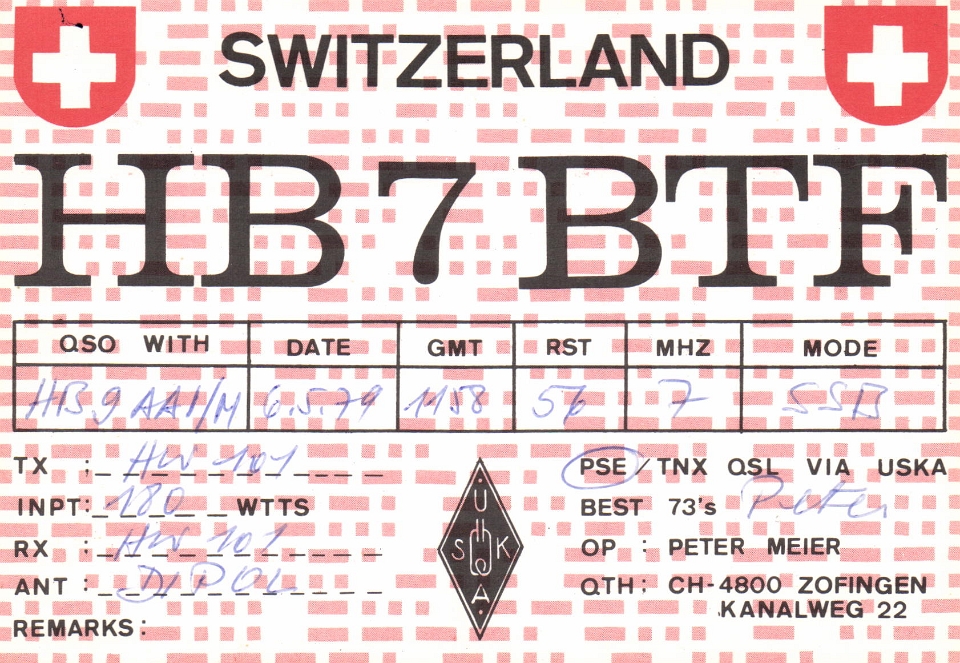 SWITZERLAND
HB7BTF
QSO WITH DATE GMT RST MHZ MODE
HB9AAI/M 6.5.79 1158 56 7 SSB
TX : HW 101
INPT: 180 WTTS
RX : HW 101
ANT : DIPOL
REMARKS:
USKA
PSE/TNX QSL VIA USKA
BEST 73's Peter
OP : PETER MEIER
QTH: CH-4800 ZOFINGEN
KANALWEG 22